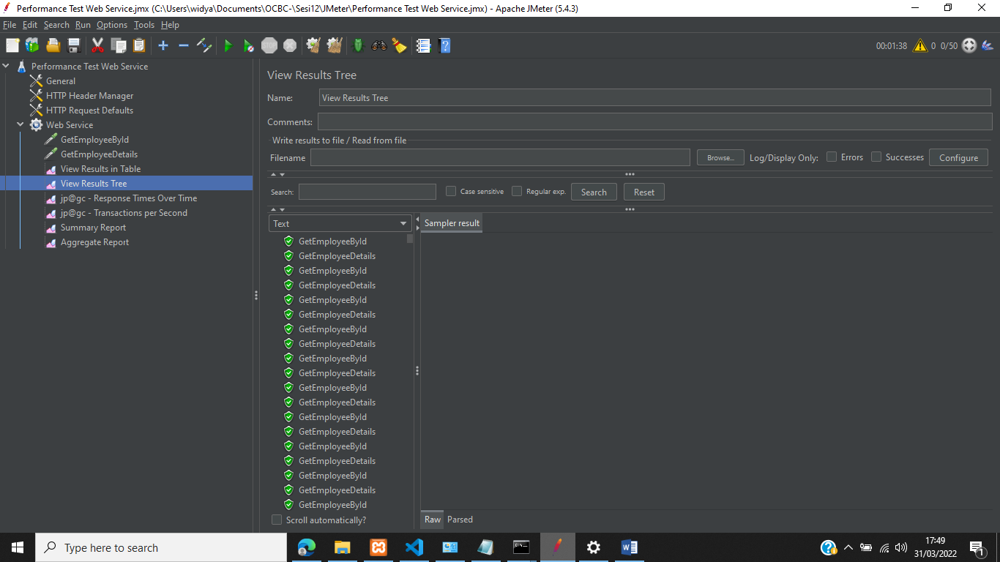 Performance Test Web Service.jmx (C:\Users\widya\Documents\OCBC-\Sesi12\JMeter\Performance Test Web Service.jmx) - Apache JMeter (5.4.3)
File Edit Search Run Options Tools Help
STOP 00:01:38 0 0/50
Performance Test Web Service
General
HTTP Header Manager
HTTP Request Defaults
Web Service
GetEmployeeById
GetEmployeeDetails
View Results in Table
View Results Tree
jp@gc - Response Times Over Time
jp@gc - Transactions per Second
Summary Report
Aggregate Report
View Results Tree
Name: View Results Tree
Comments:
Write results to file / Read from file
Filename Browse... Log/Display Only: Errors Successes Configure
Search: Case sensitive Regular exp. Search Reset
Text
GetEmployeeById
GetEmployeeDetails
GetEmployeeById
GetEmployeeDetails
GetEmployeeById
GetEmployeeDetails
GetEmployeeById
GetEmployeeDetails
GetEmployeeById
GetEmployeeDetails
GetEmployeeById
GetEmployeeDetails
GetEmployeeById
GetEmployeeDetails
GetEmployeeById
GetEmployeeDetails
GetEmployeeById
GetEmployeeDetails
GetEmployeeById
Scroll automatically?
Sampler result
Raw Parsed
Type here to search
17:49
31/03/2022
1